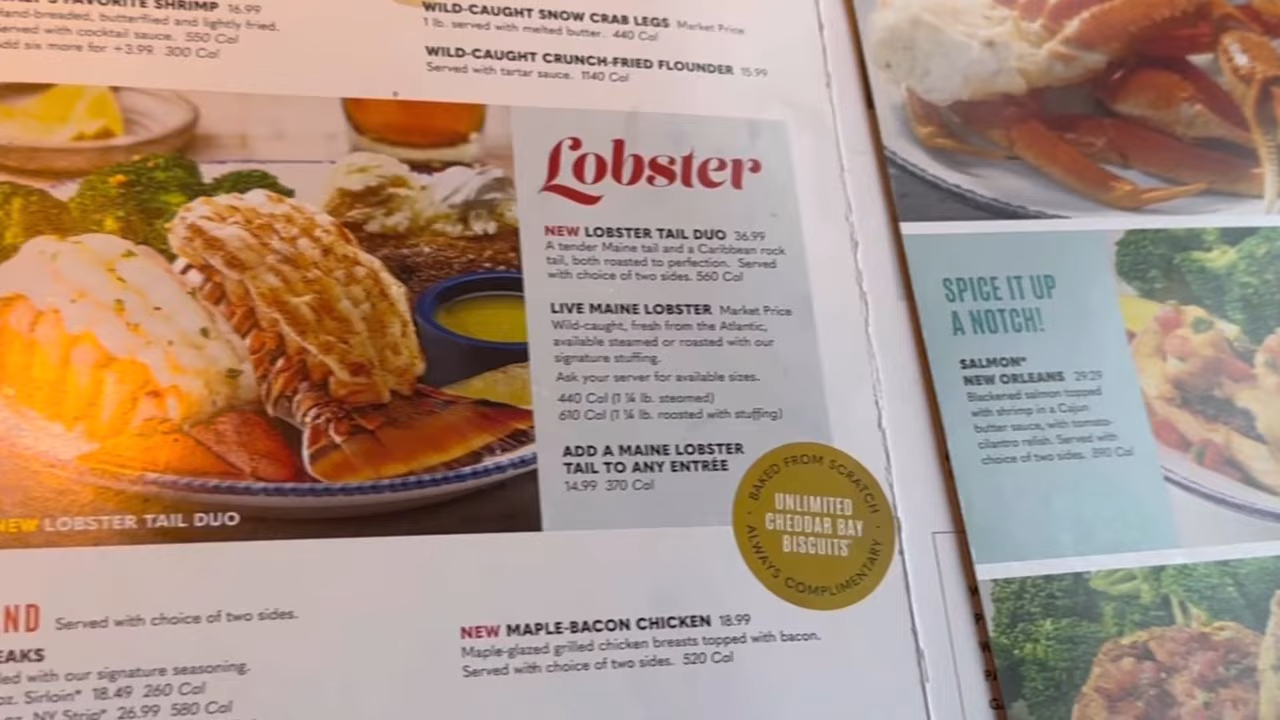 FAVORITE SHRIMP 16.99
Hand-breaded, butterflied and lightly fried.
Served with cocktail sauce. 550 Cal
Add six more for +3.99 300 Cal
WILD-CAUGHT SNOW CRAB LEGS Market Price
1 lb. served with melted butter. 440 Cal
WILD-CAUGHT CRUNCH-FRIED FLOUNDER 15.99
Served with tartar sauce. 1140 Cal
Lobster
NEW LOBSTER TAIL DUO 36.99
A tender Maine tail and a Caribbean rock
tail, both roasted to perfection. Served
with choice of two sides. 560 Cal
LIVE MAINE LOBSTER Market Price
Wild-caught, fresh from the Atlantic,
available steamed or roasted with our
signature stuffing.
Ask your server for available sizes.
440 Cal (1 ¼ lb. steamed)
610 Cal (1 ¼ lb. roasted with stuffing)
ADD A MAINE LOBSTER
TAIL TO ANY ENTRÉE
14.99 370 Cal
NEW LOBSTER TAIL DUO
BAKED FROM SCRATCH
UNLIMITED
CHEDDAR BAY
BISCUITS®
ALWAYS COMPLIMENTARY
ND Served with choice of two sides.
EAKS
led with our signature seasoning.
oz. Sirloin* 18.49 260 Cal
oz. NY Strip* 26.99 580 Cal
NEW MAPLE-BACON CHICKEN 18.99
Maple-glazed grilled chicken breasts topped with bacon.
Served with choice of two sides. 520 Cal
SPICE IT UP
A NOTCH!
SALMON*
NEW ORLEANS 29.29
Blackened salmon topped
with shrimp in a Cajun
butter sauce, with tomato-
cilantro relish. Served with
choice of two sides. 890 Cal